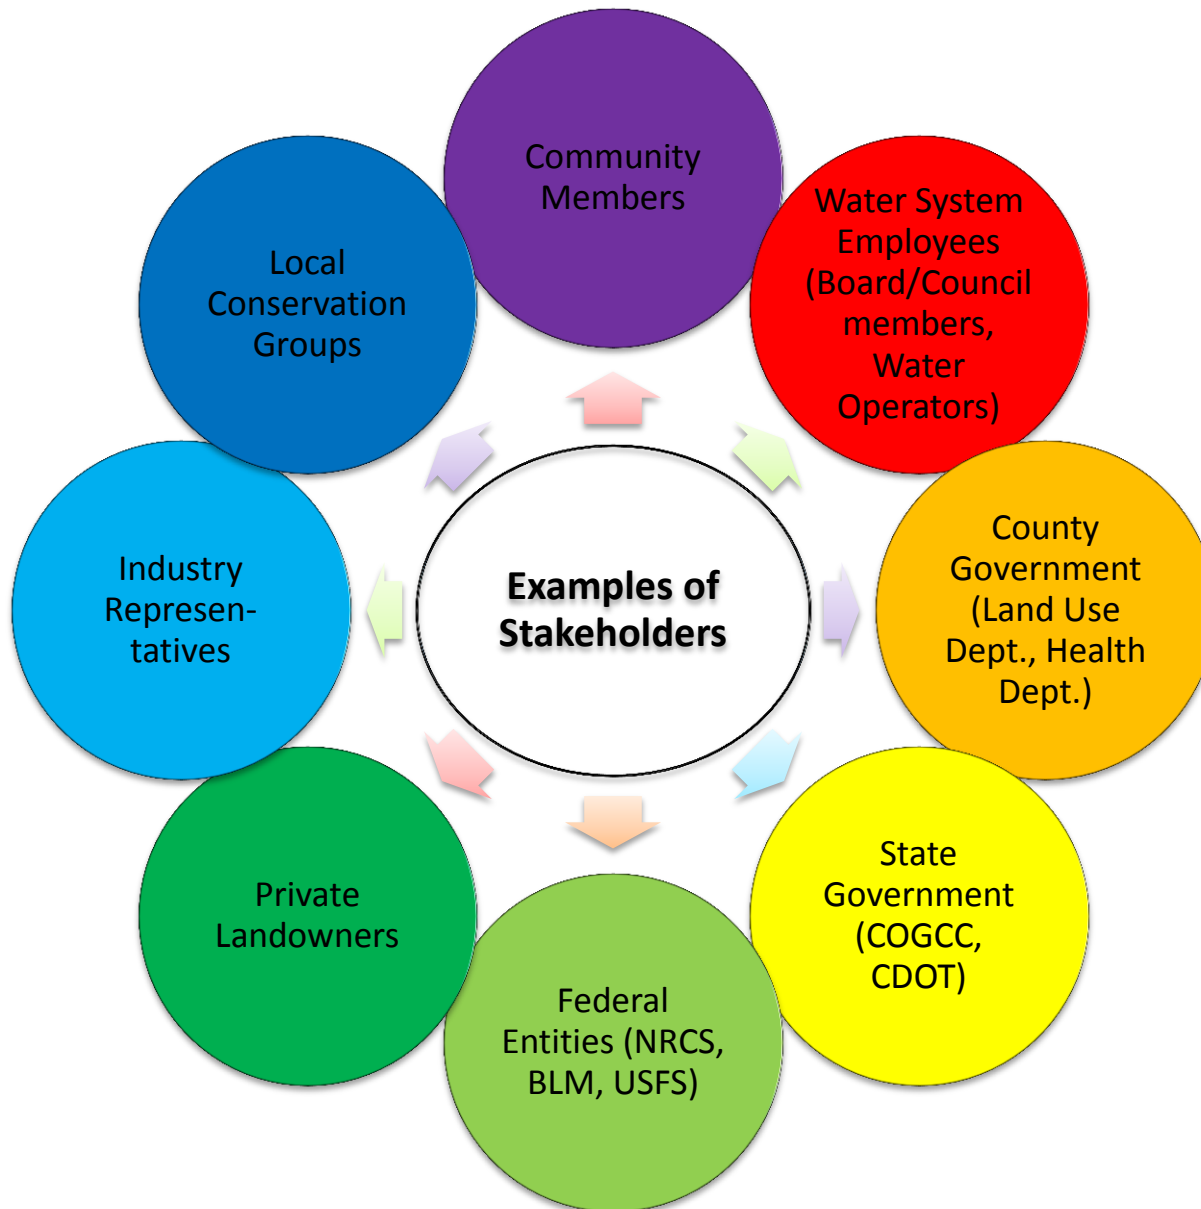 Community
Members
Water System
Employees
(Board/Council
members,
Water
Operators)
County
Government
(Land Use
Dept., Health
Dept.)
State
Government
(COGCC,
CDOT)
Federal
Entities (NRCS,
BLM, USFS)
Private
Landowners
Industry
Represen-
tatives
Local
Conservation
Groups
Examples of
Stakeholders